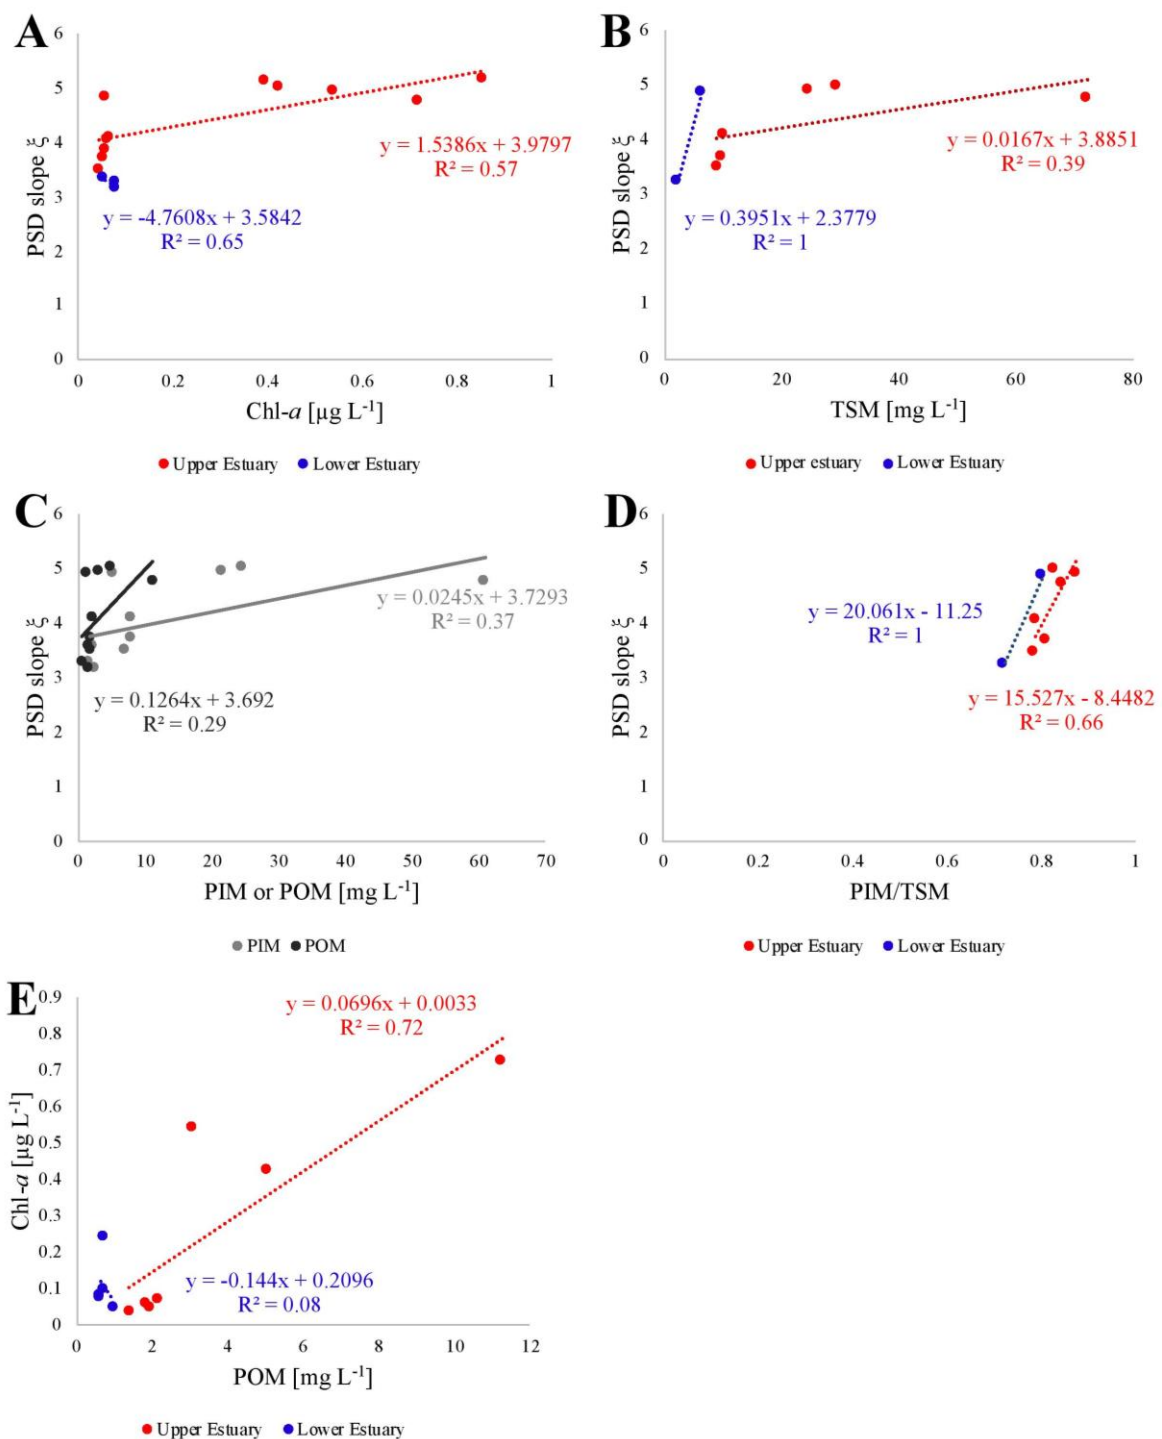 A
6
5
4
3
2
1
0
PSD slope ξ
y = 1.5386x + 3.9797
R² = 0.57
y = -4.7608x + 3.5842
R² = 0.65
0 0.2 0.4 0.6 0.8 1
Chl-a [µg L⁻¹]
Upper Estuary Lower Estuary
B
6
5
4
3
2
1
0
PSD slope ξ
y = 0.0167x + 3.8851
R² = 0.39
y = 0.3951x + 2.3779
R² = 1
0 20 40 60 80
TSM [mg L⁻¹]
Upper estuary Lower Estuary
C
6
5
4
3
2
1
0
PSD slope ξ
y = 0.0245x + 3.7293
R² = 0.37
y = 0.1264x + 3.692
R² = 0.29
0 10 20 30 40 50 60 70
PIM or POM [mg L⁻¹]
PIM POM
D
6
5
4
3
2
1
0
PSD slope ξ
y = 20.061x - 11.25
R² = 1
y = 15.527x - 8.4482
R² = 0.66
0 0.2 0.4 0.6 0.8 1
PIM/TSM
Upper Estuary Lower Estuary
E
0.9
0.8
0.7
0.6
0.5
0.4
0.3
0.2
0.1
0
Chl-a [µg L⁻¹]
y = 0.0696x + 0.0033
R² = 0.72
y = -0.144x + 0.2096
R² = 0.08
0 2 4 6 8 10 12
POM [mg L⁻¹]
Upper Estuary Lower Estuary